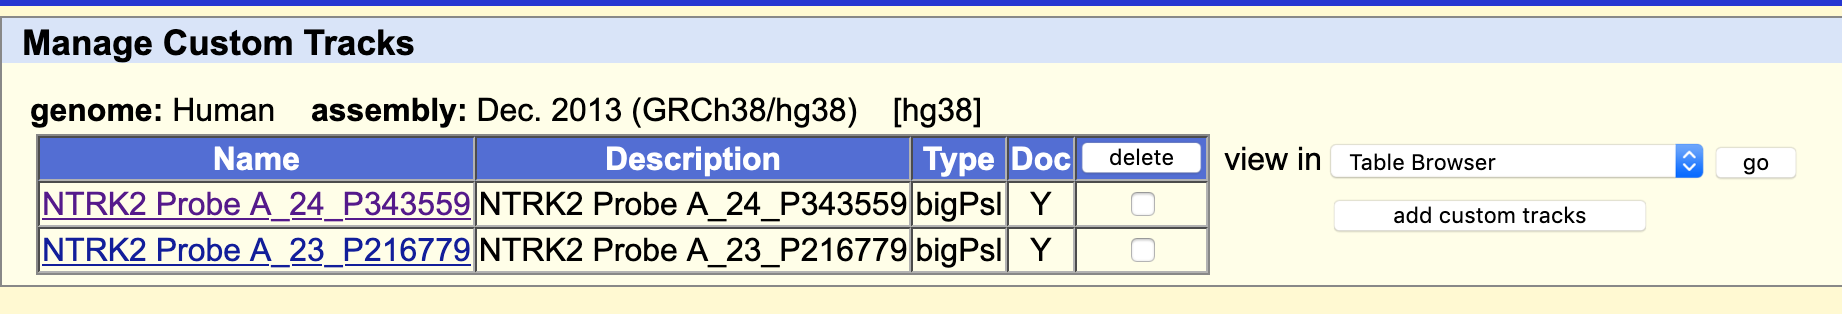 Manage Custom Tracks
genome: Human assembly: Dec. 2013 (GRCh38/hg38) [hg38]
Name Description Type Doc delete view in Table Browser go
NTRK2 Probe A_24_P343559 NTRK2 Probe A_24_P343559 bigPsl Y add custom tracks
NTRK2 Probe A_23_P216779 NTRK2 Probe A_23_P216779 bigPsl Y